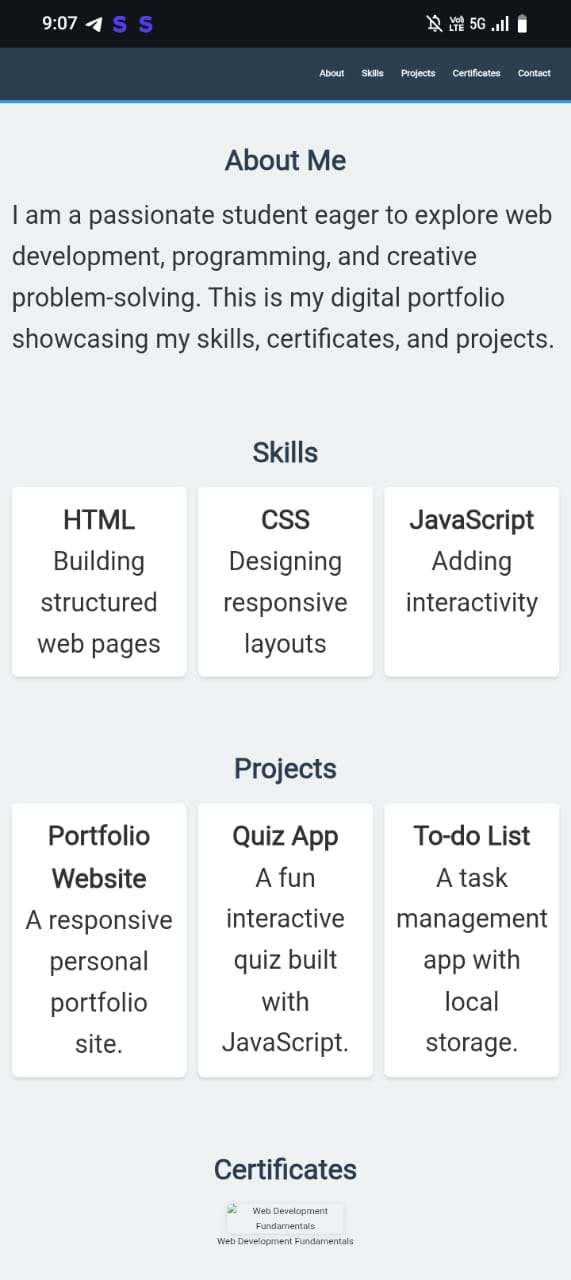 9:07 S S Vo) LTE 5G
About Skills Projects Certificates Contact
About Me
I am a passionate student eager to explore web
development, programming, and creative
problem-solving. This is my digital portfolio
showcasing my skills, certificates, and projects.
Skills
HTML
Building
structured
web pages
CSS
Designing
responsive
layouts
JavaScript
Adding
interactivity
Projects
Portfolio
Website
A responsive
personal
portfolio
site.
Quiz App
A fun
interactive
quiz built
with
JavaScript.
To-do List
A task
management
app with
local
storage.
Certificates
Web Development
Fundamentals
Web Development Fundamentals